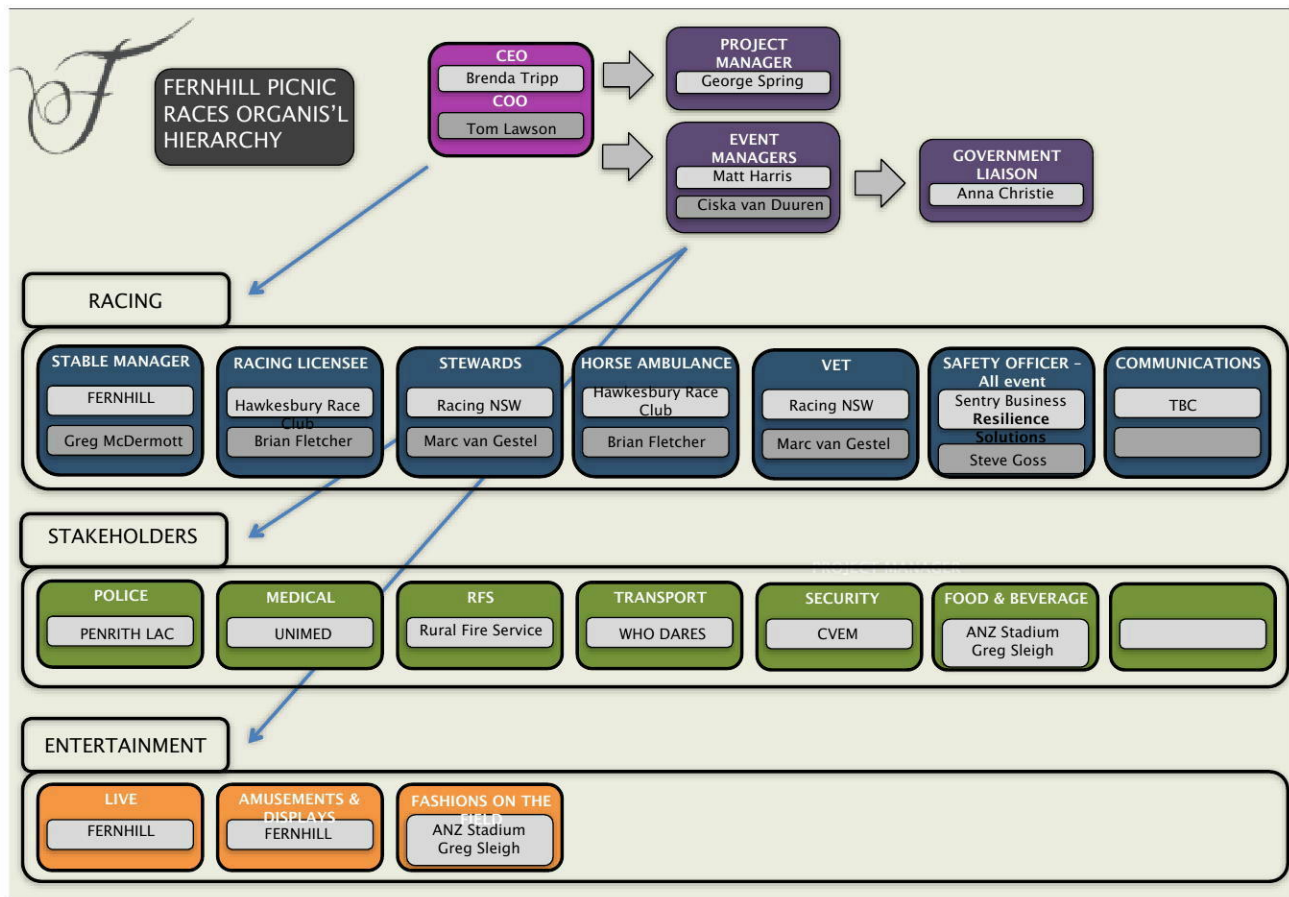 FERNHILL PICNIC
RACES ORGANIS'L
HIERARCHY
CEO
Brenda Tripp
COO
Tom Lawson
PROJECT
MANAGER
George Spring
EVENT
MANAGERS
Matt Harris
Ciska van Duuren
GOVERNMENT
LIAISON
Anna Christie
RACING
STABLE MANAGER
FERNHILL
Greg McDermott
RACING LICENSEE
Hawkesbury Race
Club
Brian Fletcher
STEWARDS
Racing NSW
Marc van Gestel
HORSE AMBULANCE
Hawkesbury Race
Club
Brian Fletcher
VET
Racing NSW
Marc van Gestel
SAFETY OFFICER –
All event
Sentry Business
Resilience
Solutions
Steve Goss
COMMUNICATIONS
TBC
STAKEHOLDERS
PROJECT MANAGER
POLICE
PENRITH LAC
MEDICAL
UNIMED
RFS
Rural Fire Service
TRANSPORT
WHO DARES
SECURITY
CVEM
FOOD & BEVERAGE
ANZ Stadium
Greg Sleigh
ENTERTAINMENT
LIVE
FERNHILL
AMUSEMENTS &
DISPLAYS
FERNHILL
FASHIONS ON THE
FIELD
ANZ Stadium
Greg Sleigh